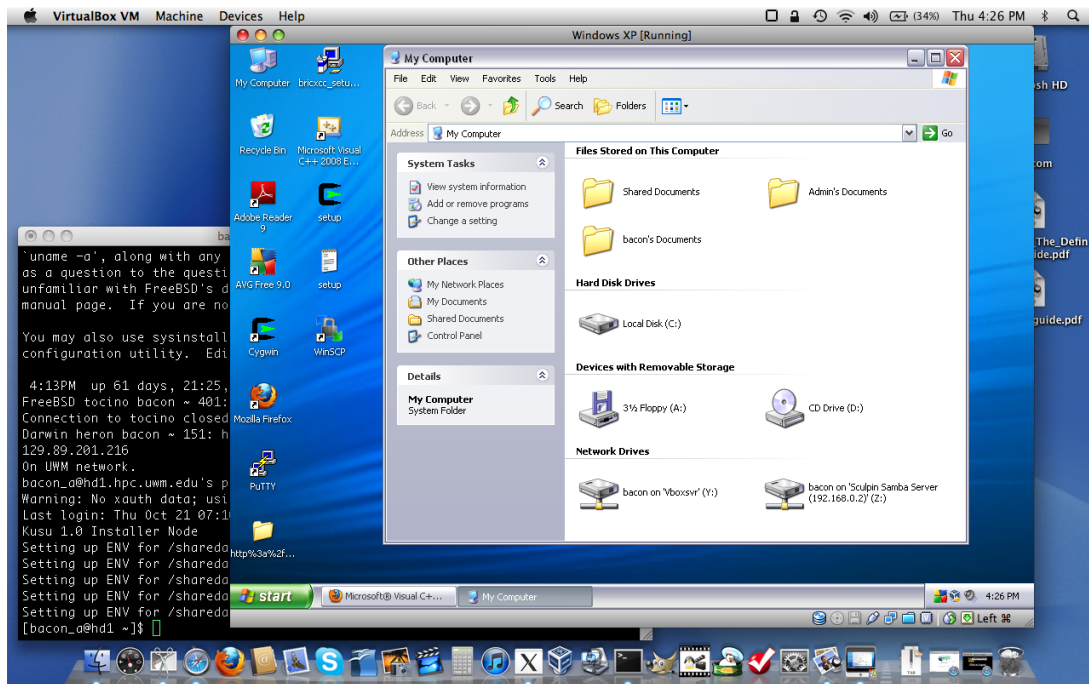 VirtualBox VM Machine Devices Help
(34%) Thu 4:26 PM
Windows XP [Running]
sh HD
com
The_Defin
ide.pdf
guide.pdf
My Computer
bricxcc_setu...
Recycle Bin
Microsoft Visual
C++ 2008 E...
Adobe Reader
9
setup
AVG Free 9.0
setup
Cygwin
WinSCP
Mozilla Firefox
PuTTY
http%3a%2f...
My Computer
File Edit View Favorites Tools Help
Back Search Folders
Address My Computer Go
System Tasks
View system information
Add or remove programs
Change a setting
Other Places
My Network Places
My Documents
Shared Documents
Control Panel
Details
My Computer
System Folder
Files Stored on This Computer
Shared Documents
Admin's Documents
bacon's Documents
Hard Disk Drives
Local Disk (C:)
Devices with Removable Storage
3½ Floppy (A:)
CD Drive (D:)
Network Drives
bacon on 'Vboxsvr' (Y:)
bacon on 'Sculpin Samba Server
(192.168.0.2)' (Z:)
start Microsoft® Visual C+... My Computer 4:26 PM
Left ⌘
ba
`uname -a', along with any
as a question to the questi
unfamiliar with FreeBSD's d
manual page. If you are no
You may also use sysinstall
configuration utility. Edi
4:13PM up 61 days, 21:25,
FreeBSD tocino bacon ~ 401:
Connection to tocino closed
Darwin heron bacon ~ 151: h
129.89.201.216
On UWM network.
bacon_a@hd1.hpc.uwm.edu's p
Warning: No xauth data; usi
Last login: Thu Oct 21 07:1
Kusu 1.0 Installer Node
Setting up ENV for /shareda
Setting up ENV for /shareda
Setting up ENV for /shareda
Setting up ENV for /shareda
Setting up ENV for /shareda
[bacon_a@hd1 ~]$